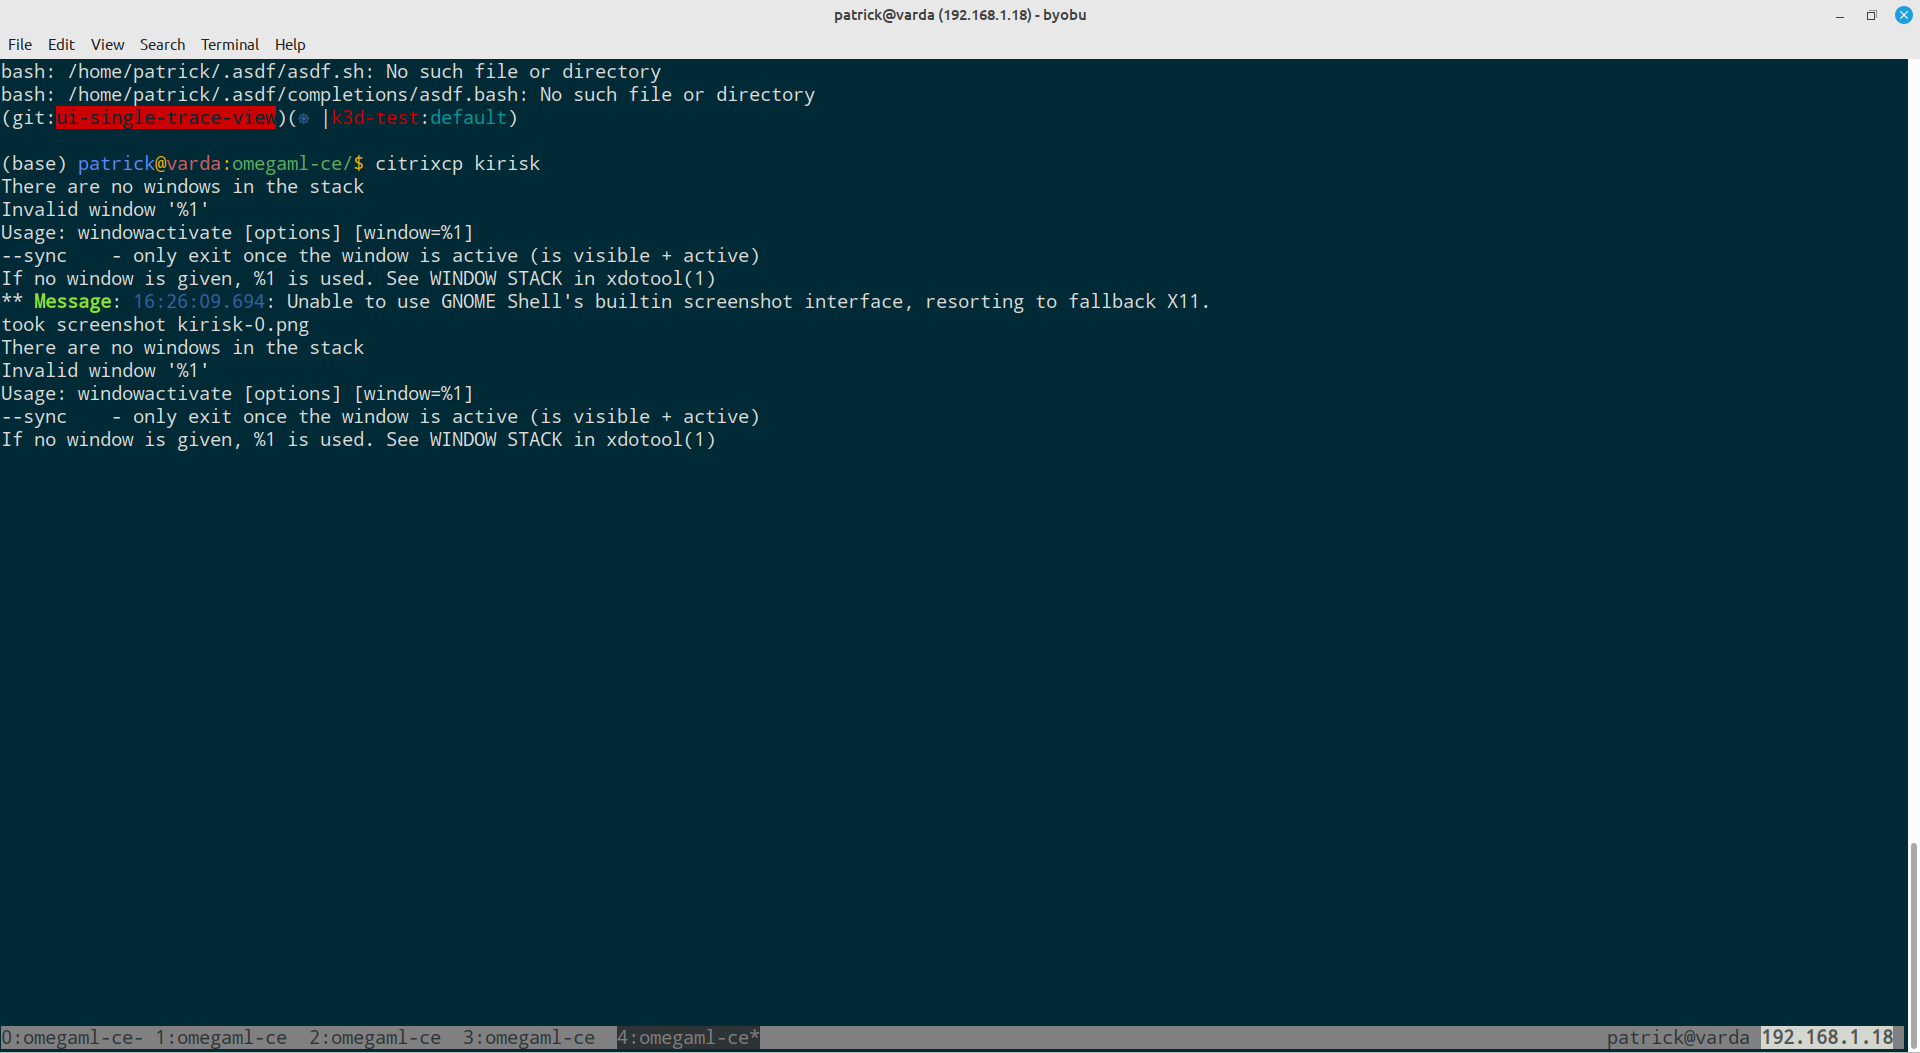 patrick@varda (192.168.1.18) - byobu
File Edit View Search Terminal Help
bash: /home/patrick/.asdf/asdf.sh: No such file or directory
bash: /home/patrick/.asdf/completions/asdf.bash: No such file or directory
(git:ui-single-trace-view)(⎈ |k3d-test:default)
(base) patrick@varda:omegaml-ce/$ citrixcp kirisk
There are no windows in the stack
Invalid window '%1'
Usage: windowactivate [options] [window=%1]
--sync    - only exit once the window is active (is visible + active)
If no window is given, %1 is used. See WINDOW STACK in xdotool(1)
** Message: 16:26:09.694: Unable to use GNOME Shell's builtin screenshot interface, resorting to fallback X11.
took screenshot kirisk-0.png
There are no windows in the stack
Invalid window '%1'
Usage: windowactivate [options] [window=%1]
--sync    - only exit once the window is active (is visible + active)
If no window is given, %1 is used. See WINDOW STACK in xdotool(1)
0:omegaml-ce- 1:omegaml-ce  2:omegaml-ce  3:omegaml-ce  4:omegaml-ce* patrick@varda 192.168.1.18